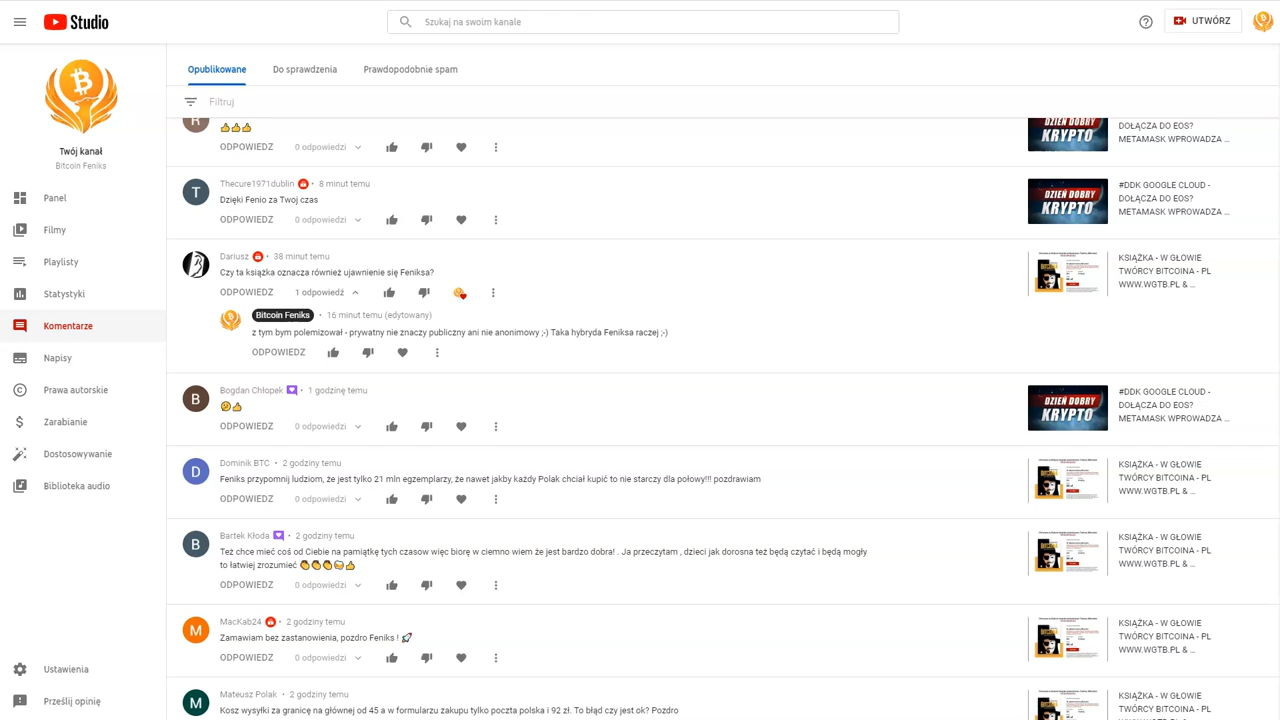 Studio
Szukaj na swoim kanale
UTWÓRZ
Twój kanał
Bitcoin Feniks
Panel
Filmy
Playlisty
Statystyki
Komentarze
Napisy
Prawa autorskie
Zarabianie
Dostosowywanie
Biblioteka audio
Ustawienia
Prześlij opinię
Opublikowane
Do sprawdzenia
Prawdopodobnie spam
Filtruj
R
ODPOWIEDZ 0 odpowiedzi
DZIEŃ DOBRY
KRYPTO
DOŁĄCZA DO EOS?
METAMASK WPROWADZA ...
T
Thecure1971dublin • 8 minut temu
Dzięki Fenio za Twoj czas
ODPOWIEDZ 0 odpowiedzi
DZIEŃ DOBRY
KRYPTO
#DDK GOOGLE CLOUD -
DOŁĄCZA DO EOS?
METAMASK WPROWADZA ...
Dariusz • 38 minut temu
Czy ta książka oznacza również ujawnienie się Feniksa?
ODPOWIEDZ 1 odpowiedź
KSIĄŻKA - W GŁOWIE
TWÓRCY BITCOINA - PL
WWW.WGTB.PL & ...
Bitcoin Feniks • 16 minut temu (edytowany)
z tym bym polemizował - prywatny nie znaczy publiczny ani nie anonimowy ;-) Taka hybryda Feniksa raczej ;-)
ODPOWIEDZ
B
Bogdan Chłopek • 1 godzinę temu
ODPOWIEDZ 0 odpowiedzi
DZIEŃ DOBRY
KRYPTO
#DDK GOOGLE CLOUD -
DOŁĄCZA DO EOS?
METAMASK WPROWADZA ...
D
Dominik BTC • 2 godziny temu
Feniks przypomnij ludziom, że BTC jest 21 mln egzemplarzy, że nawet jakby każdy Polak chciał kupić to nie starczy dla połowy!!! pozdrawiam
ODPOWIEDZ 0 odpowiedzi
KSIĄŻKA - W GŁOWIE
TWÓRCY BITCOINA - PL
WWW.WGTB.PL & ...
B
Bartek Kłoda • 2 godziny temu
Też chce mieć coś od Ciebie na pamiątkę tych czasow więc biorę w ciemno wiem że jest bardzo dobra! . Ja przeczytam , dzieci jak dorosna też będą czytać i będą mogły
to łatwiej zrozumieć
ODPOWIEDZ 0 odpowiedzi
KSIĄŻKA - W GŁOWIE
TWÓRCY BITCOINA - PL
WWW.WGTB.PL & ...
M
MacKab24 • 2 godziny temu
Zamawiam bez zastanowienia, pozdro Feniks !
ODPOWIEDZ 0 odpowiedzi
KSIĄŻKA - W GŁOWIE
TWÓRCY BITCOINA - PL
WWW.WGTB.PL & ...
M
Mateusz Polak • 2 godziny temu
Kosz wysyłki za granicę na głównej 65zł a w formularzu zakupu tylko poczta polska i 92 zł. To błąd czy jest ok? Pozdro
KSIĄŻKA - W GŁOWIE
TWÓRCY BITCOINA - PL